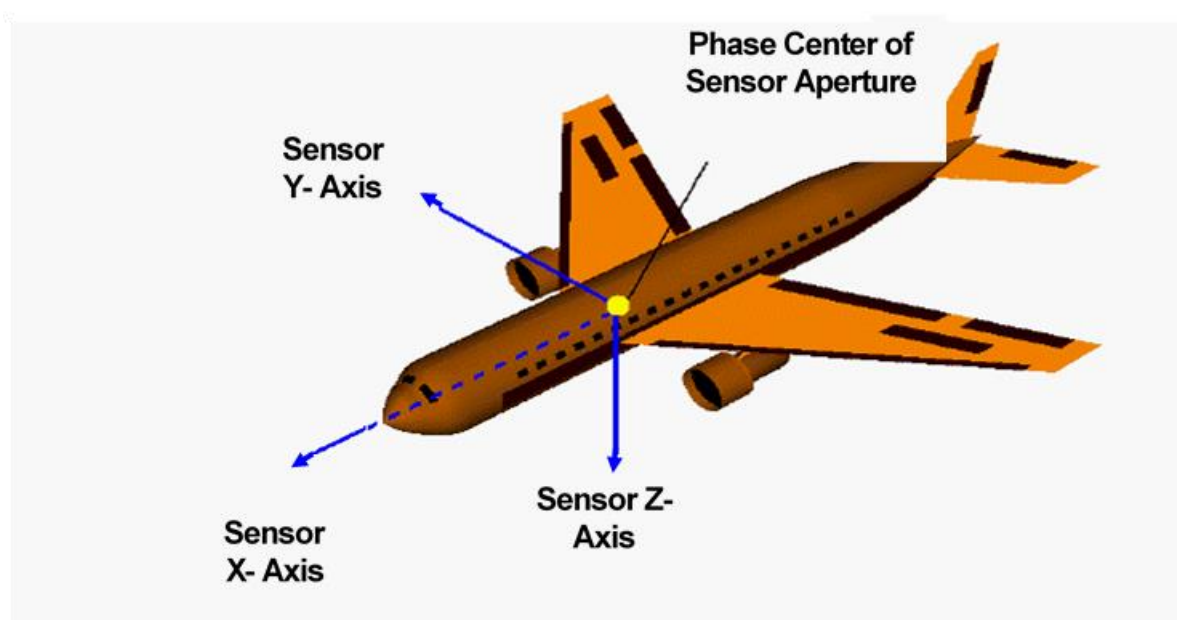 Phase Center of
Sensor Aperture
Sensor
Y- Axis
Sensor Z-
Axis
Sensor
X- Axis